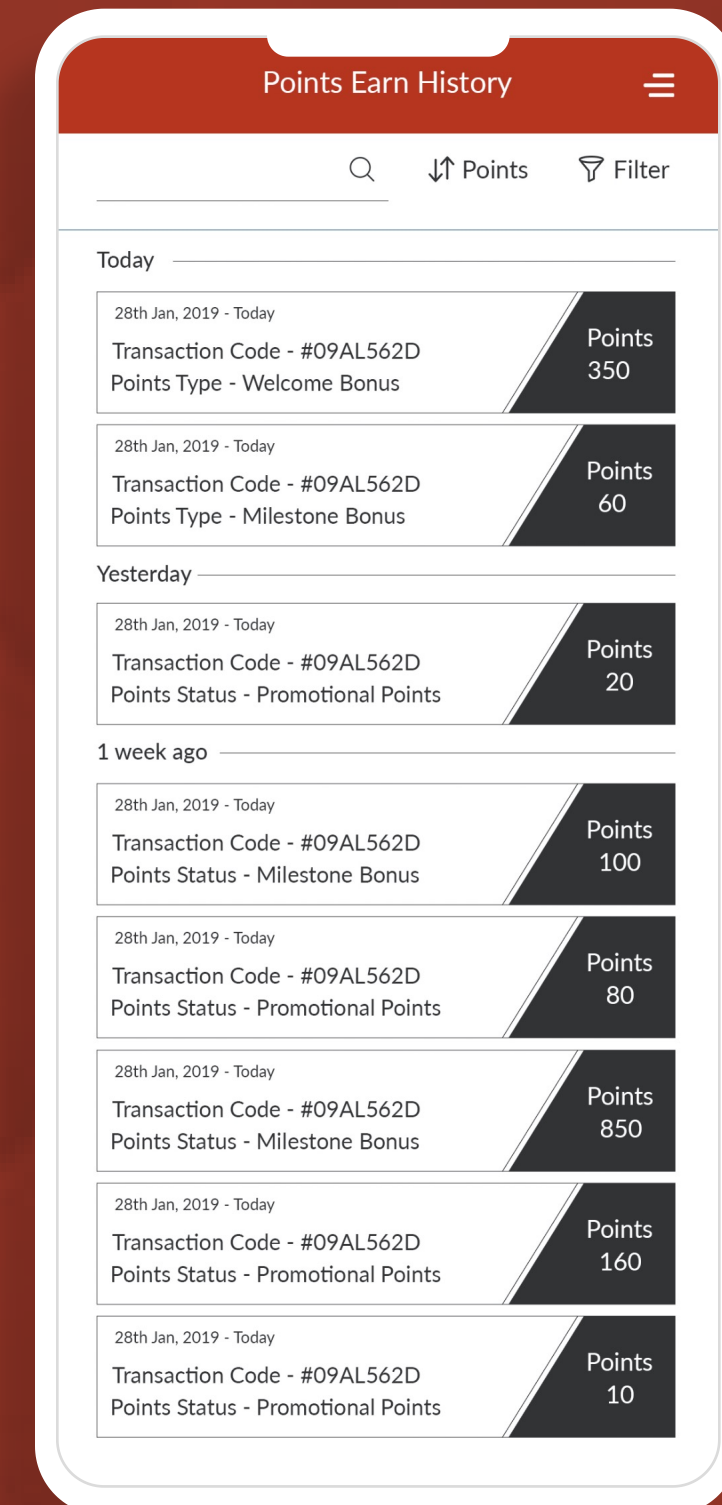 Points Earn History
Points
Filter
Today
28th Jan, 2019 - Today
Transaction Code - #09AL562D
Points Type - Welcome Bonus
Points
350
28th Jan, 2019 - Today
Transaction Code - #09AL562D
Points Type - Milestone Bonus
Points
60
Yesterday
28th Jan, 2019 - Today
Transaction Code - #09AL562D
Points Status - Promotional Points
Points
20
1 week ago
28th Jan, 2019 - Today
Transaction Code - #09AL562D
Points Status - Milestone Bonus
Points
100
28th Jan, 2019 - Today
Transaction Code - #09AL562D
Points Status - Promotional Points
Points
80
28th Jan, 2019 - Today
Transaction Code - #09AL562D
Points Status - Milestone Bonus
Points
850
28th Jan, 2019 - Today
Transaction Code - #09AL562D
Points Status - Promotional Points
Points
160
28th Jan, 2019 - Today
Transaction Code - #09AL562D
Points Status - Promotional Points
Points
10